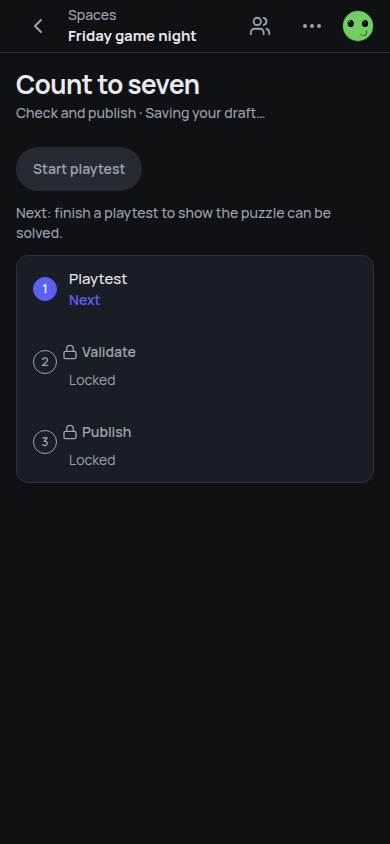 Spaces
Friday game night
Count to seven
Check and publish · Saving your draft…
Start playtest
Next: finish a playtest to show the puzzle can be
solved.
1
Playtest
Next
2
Validate
Locked
3
Publish
Locked